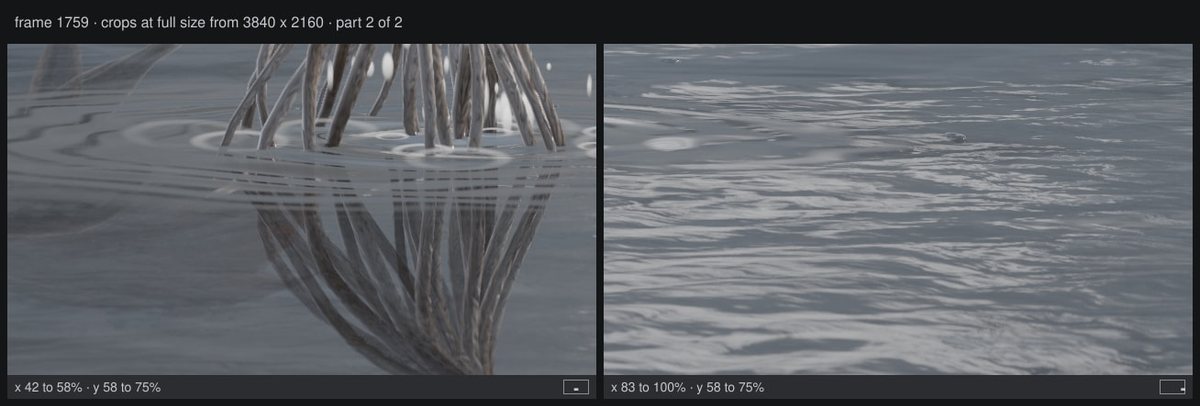 frame 1759 · crops at full size from 3840 x 2160 · part 2 of 2
x 42 to 58% · y 58 to 75%
x 83 to 100% · y 58 to 75%